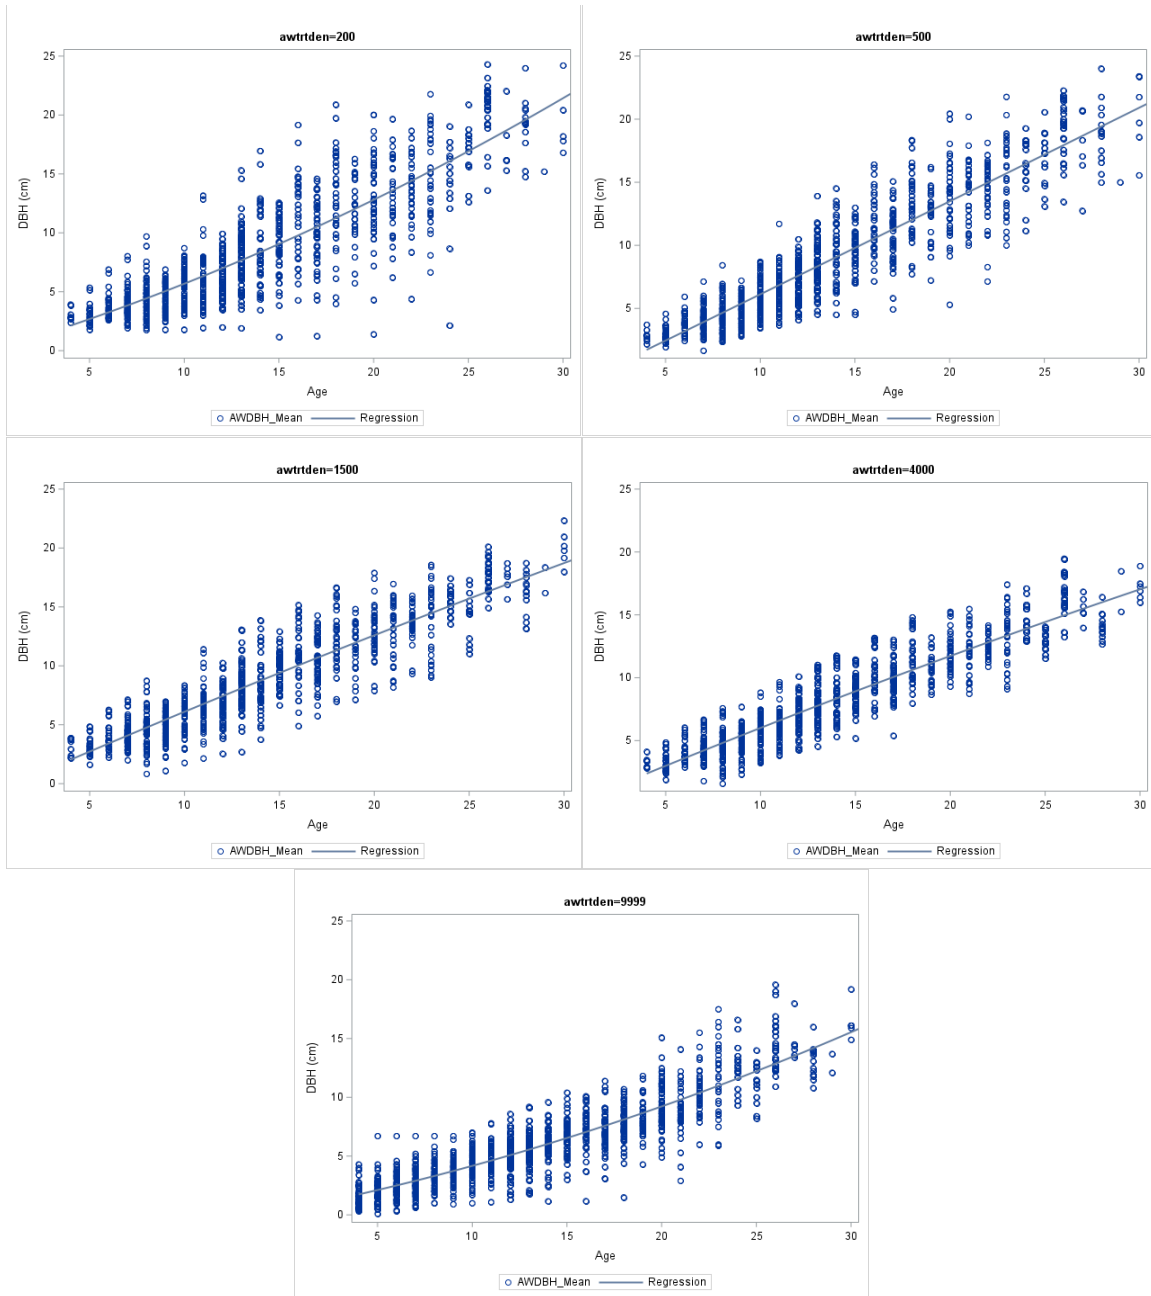 awtrtden=200
25
20
15
10
5
0
DBH (cm)
5 10 15 20 25 30
Age
AWDBH_Mean Regression
awtrtden=500
25
20
15
10
5
DBH (cm)
5 10 15 20 25 30
Age
AWDBH_Mean Regression
awtrtden=1500
25
20
15
10
5
0
DBH (cm)
5 10 15 20 25 30
Age
AWDBH_Mean Regression
awtrtden=4000
25
20
15
10
5
DBH (cm)
5 10 15 20 25 30
Age
AWDBH_Mean Regression
awtrtden=9999
25
20
15
10
5
0
DBH (cm)
5 10 15 20 25 30
Age
AWDBH_Mean Regression